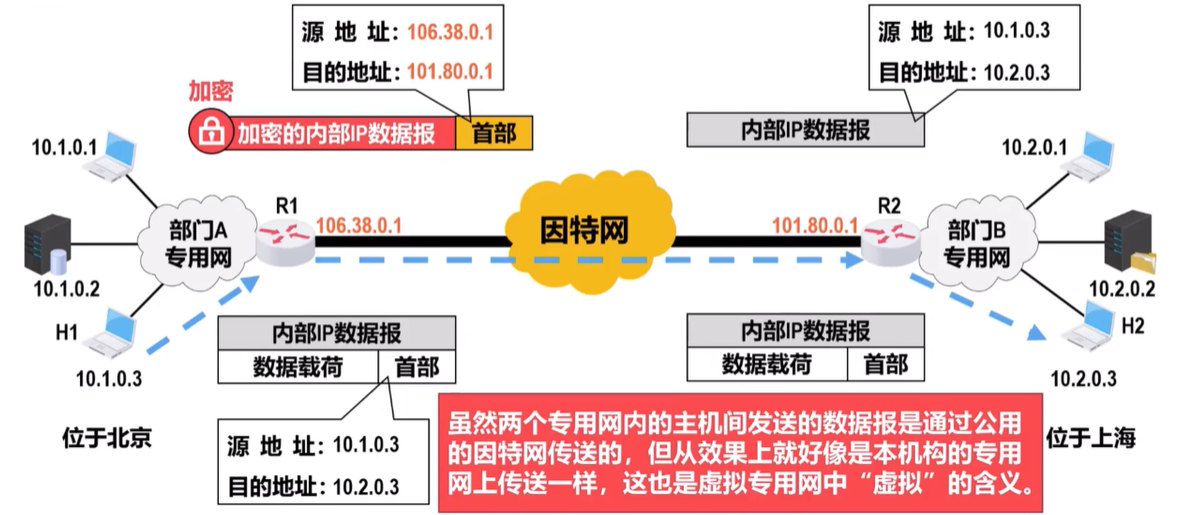 源 地 址：106.38.0.1
目的地址：101.80.0.1
源 地 址：10.1.0.3
目的地址：10.2.0.3
加密
加密的内部IP数据报 首部
内部IP数据报
10.1.0.1
10.2.0.1
部门A
专用网
R1
106.38.0.1
因特网
101.80.0.1
R2
部门B
专用网
10.1.0.2
10.2.0.2
H1
10.1.0.3
内部IP数据报
数据载荷 首部
内部IP数据报
数据载荷 首部
H2
10.2.0.3
位于北京
源 地 址：10.1.0.3
目的地址：10.2.0.3
虽然两个专用网内的主机间发送的数据报是通过公用
的因特网传送的，但从效果上就好像是本机构的专用
网上传送一样，这也是虚拟专用网中“虚拟”的含义。
位于上海